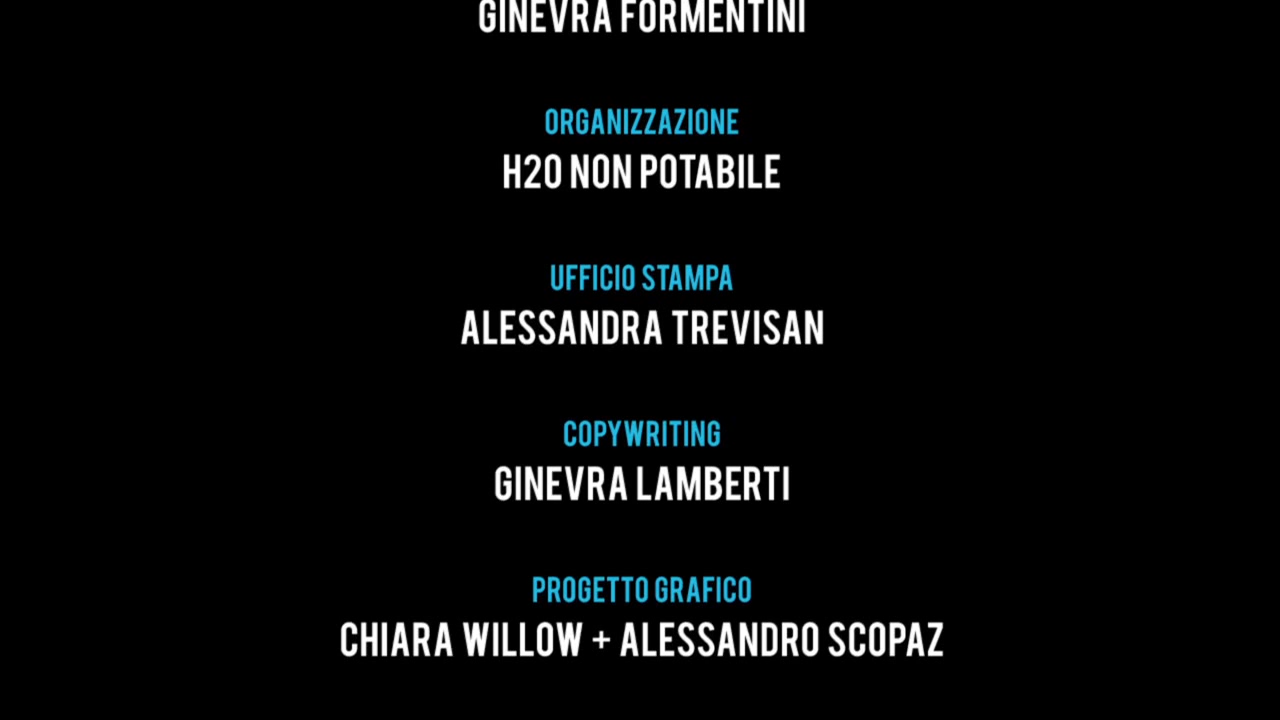 GINEVRA FORMENTINI
ORGANIZZAZIONE
H2O NON POTABILE
UFFICIO STAMPA
ALESSANDRA TREVISAN
COPYWRITING
GINEVRA LAMBERTI
PROGETTO GRAFICO
CHIARA WILLOW + ALESSANDRO SCOPAZ